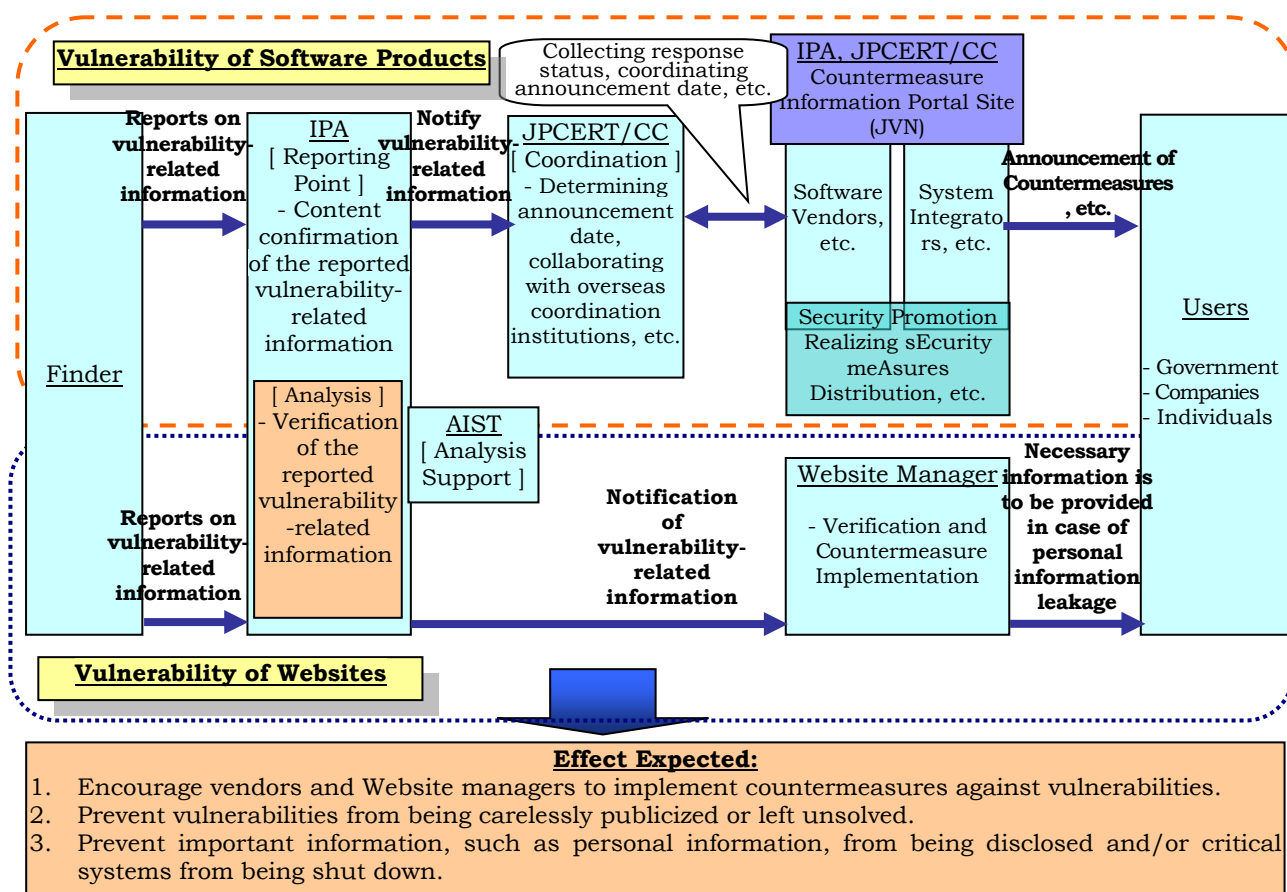 Vulnerability of Software Products
Collecting response
status, coordinating
announcement date, etc.
IPA, JPCERT/CC
Countermeasure
Information Portal Site
(JVN)
Finder
Reports on
vulnerability-
related
information
IPA
[ Reporting
Point ]
- Content
confirmation
of the reported
vulnerability-
related
information
[ Analysis ]
- Verification
of the
reported
vulnerability
-related
information
Notify
vulnerability-
related
information
JPCERT/CC
[ Coordination ]
- Determining
announcement
date,
collaborating
with overseas
coordination
institutions, etc.
AIST
[ Analysis
Support ]
Software
Vendors,
etc.
System
Integrato
rs, etc.
Security Promotion
Realizing sEcurity
meAsures
Distribution, etc.
Announcement of
Countermeasures
, etc.
Users
- Government
- Companies
- Individuals
Reports on
vulnerability-
related
information
Notification
of
vulnerability-
related
information
Website Manager
- Verification and
Countermeasure
Implementation
Necessary
information is
to be provided
in case of
personal
information
leakage
Vulnerability of Websites
Effect Expected:
1. Encourage vendors and Website managers to implement countermeasures against vulnerabilities.
2. Prevent vulnerabilities from being carelessly publicized or left unsolved.
3. Prevent important information, such as personal information, from being disclosed and/or critical
systems from being shut down.